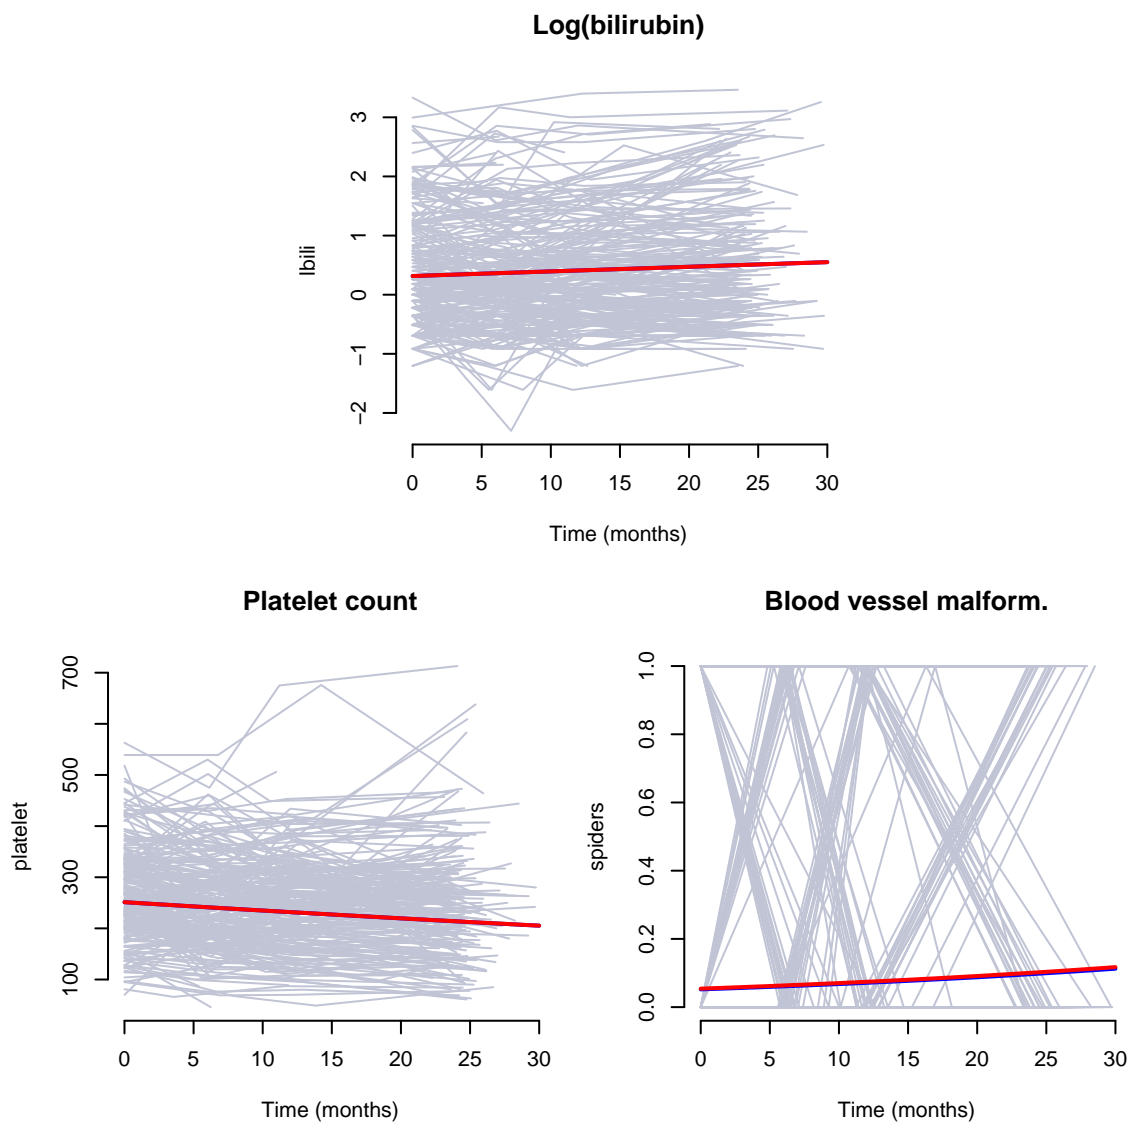 Log(bilirubin)
lbili
3
2
1
0
−1
−2
0 5 10 15 20 25 30
Time (months)
Platelet count
platelet
700
500
300
100
0 5 10 15 20 25 30
Time (months)
Blood vessel malform.
spiders
1.0
0.8
0.6
0.4
0.2
0.0
0 5 10 15 20 25 30
Time (months)